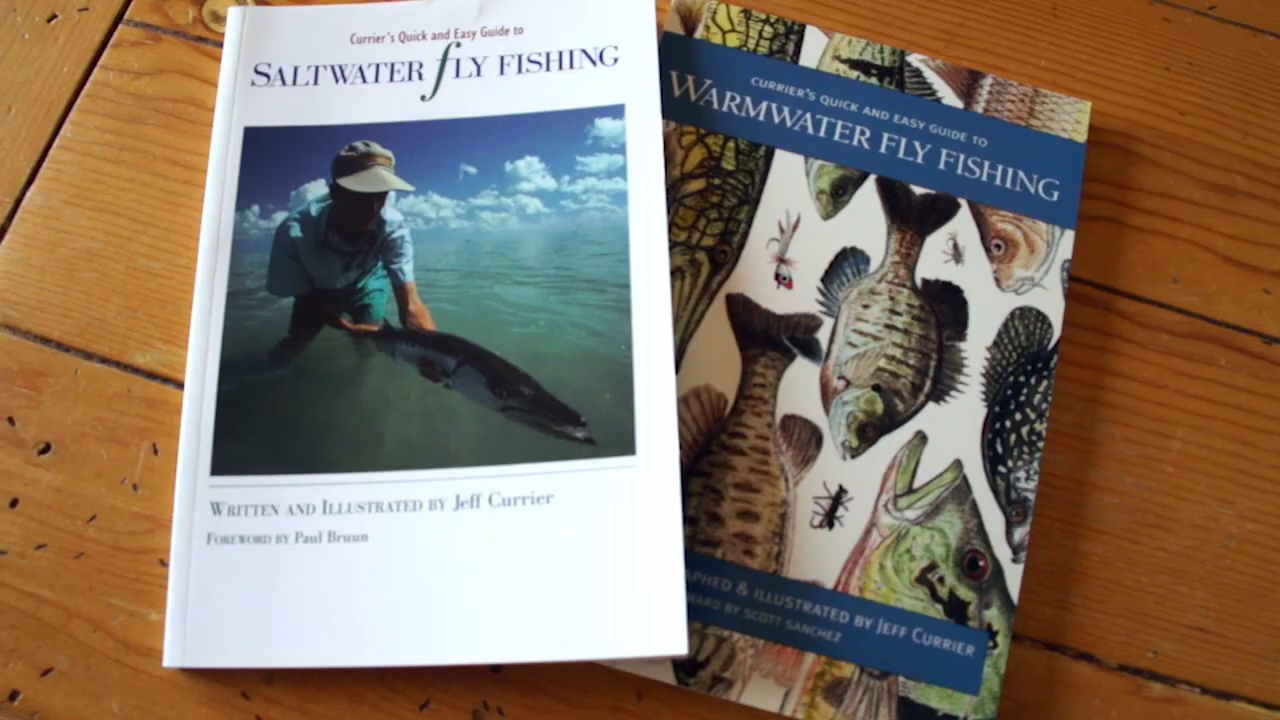 Currier's Quick and Easy Guide to
SALTWATER fLY FISHING
WRITTEN AND ILLUSTRATED BY Jeff Currier
FOREWORD BY Paul Bruun
CURRIER'S QUICK AND EASY GUIDE TO
WARMWATER FLY FISHING
& ILLUSTRATED BY JEFF CURRIER
BY SCOTT SANCHEZ